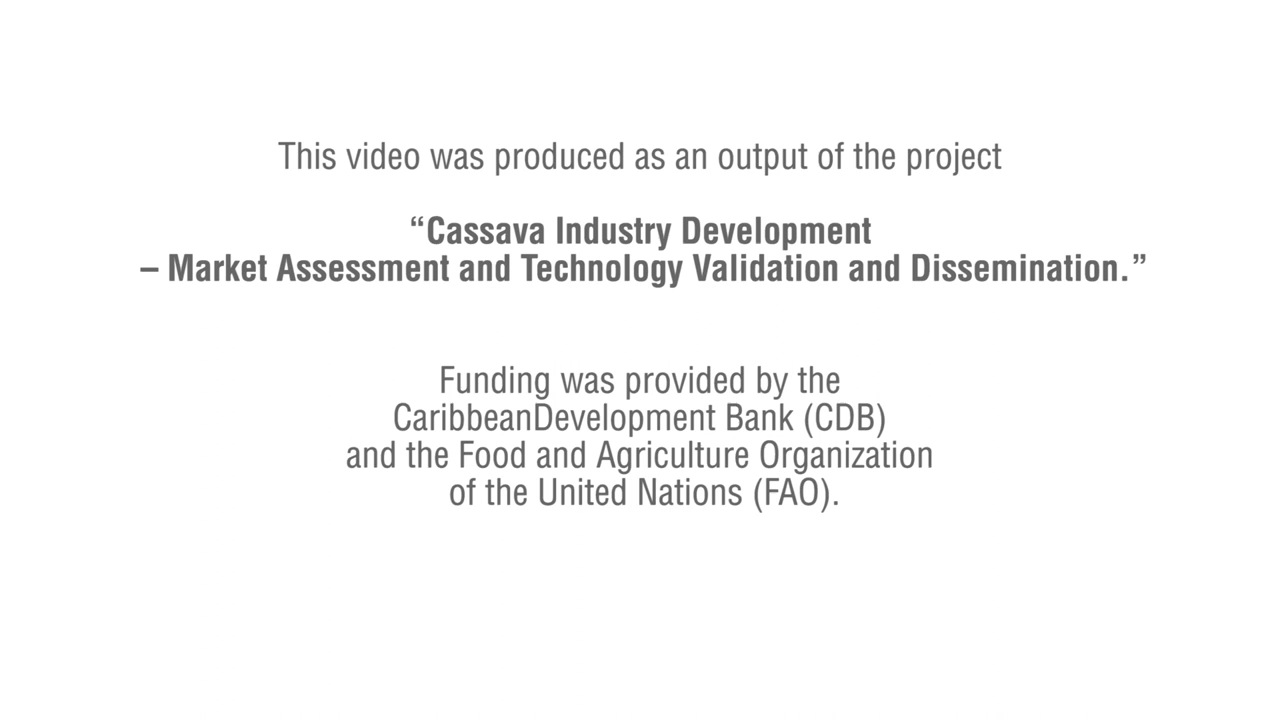 This video was produced as an output of the project
“Cassava Industry Development
– Market Assessment and Technology Validation and Dissemination.”
Funding was provided by the
CaribbeanDevelopment Bank (CDB)
and the Food and Agriculture Organization
of the United Nations (FAO).